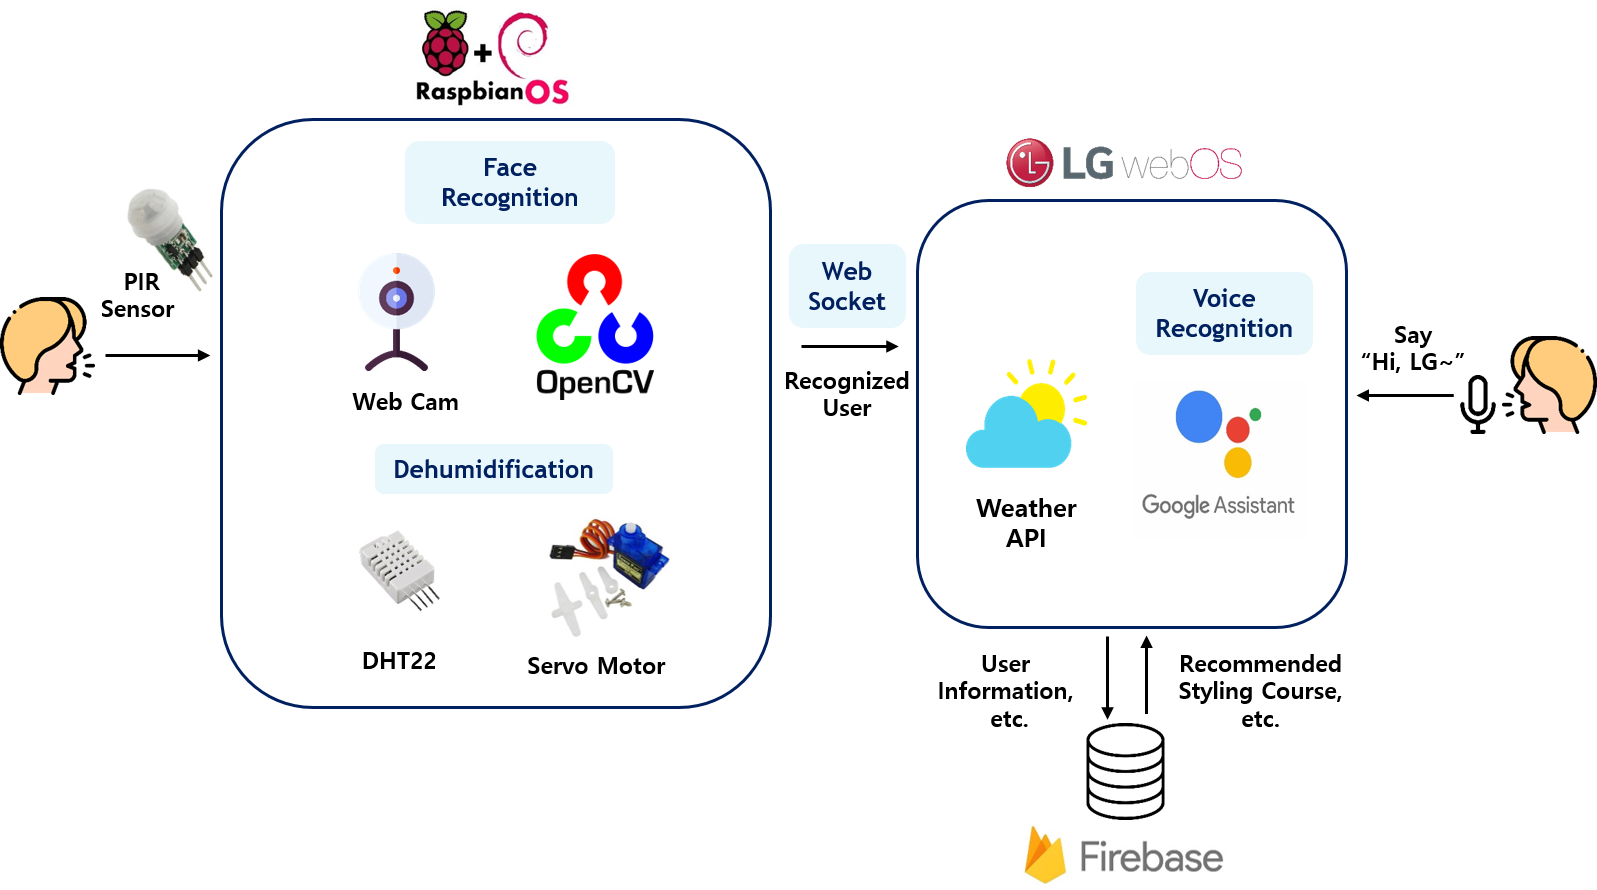 RaspbianOS
Face
Recognition
PIR
Sensor
OpenCV
Web Cam
Dehumidification
DHT22
Servo Motor
Web
Socket
Recognized
User
LG webOS
Voice
Recognition
Weather
API
Google Assistant
Say
“Hi, LG~”
User
Information,
etc.
Recommended
Styling Course,
etc.
Firebase